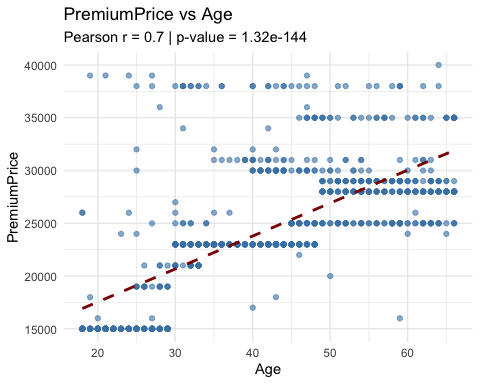 PremiumPrice vs Age
Pearson r = 0.7 | p-value = 1.32e-144
40000
35000
30000
25000
20000
15000
PremiumPrice
20 30 40 50 60
Age